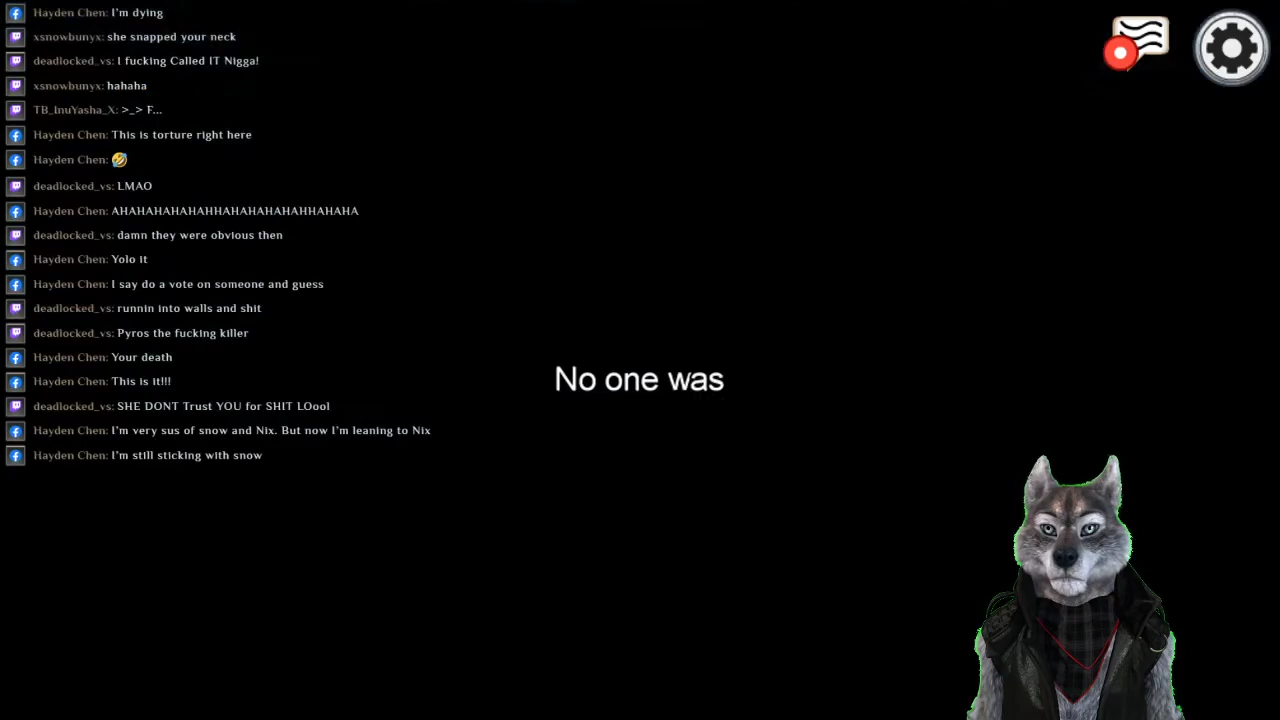 Hayden Chen: I'm dying
xsnowbunyx: she snapped your neck
deadlocked_vs: I fucking Called IT Nigga!
xsnowbunyx: hahaha
TB_InuYasha_X: >_> F...
Hayden Chen: This is torture right here
Hayden Chen: 🤣
deadlocked_vs: LMAO
Hayden Chen: AHAHAHAHAHAHHAHAHAHAHAHHAHAHA
deadlocked_vs: damn they were obvious then
Hayden Chen: Yolo it
Hayden Chen: I say do a vote on someone and guess
deadlocked_vs: runnin into walls and shit
deadlocked_vs: Pyros the fucking killer
Hayden Chen: Your death
No one was
Hayden Chen: This is it!!!
deadlocked_vs: SHE DONT Trust YOU for SHIT LOool
Hayden Chen: I'm very sus of snow and Nix. But now I'm leaning to Nix
Hayden Chen: I'm still sticking with snow